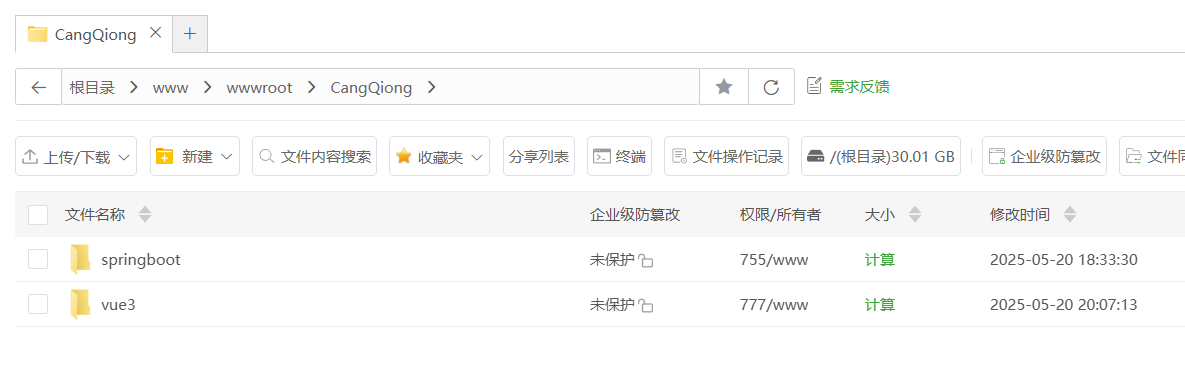 CangQiong
根目录 www wwwroot CangQiong 需求反馈
上传/下载 新建 文件内容搜索 收藏夹 分享列表 终端 文件操作记录 /(根目录)30.01 GB 企业级防篡改 文件同
文件名称 企业级防篡改 权限/所有者 大小 修改时间
springboot 未保护 755/www 计算 2025-05-20 18:33:30
vue3 未保护 777/www 计算 2025-05-20 20:07:13